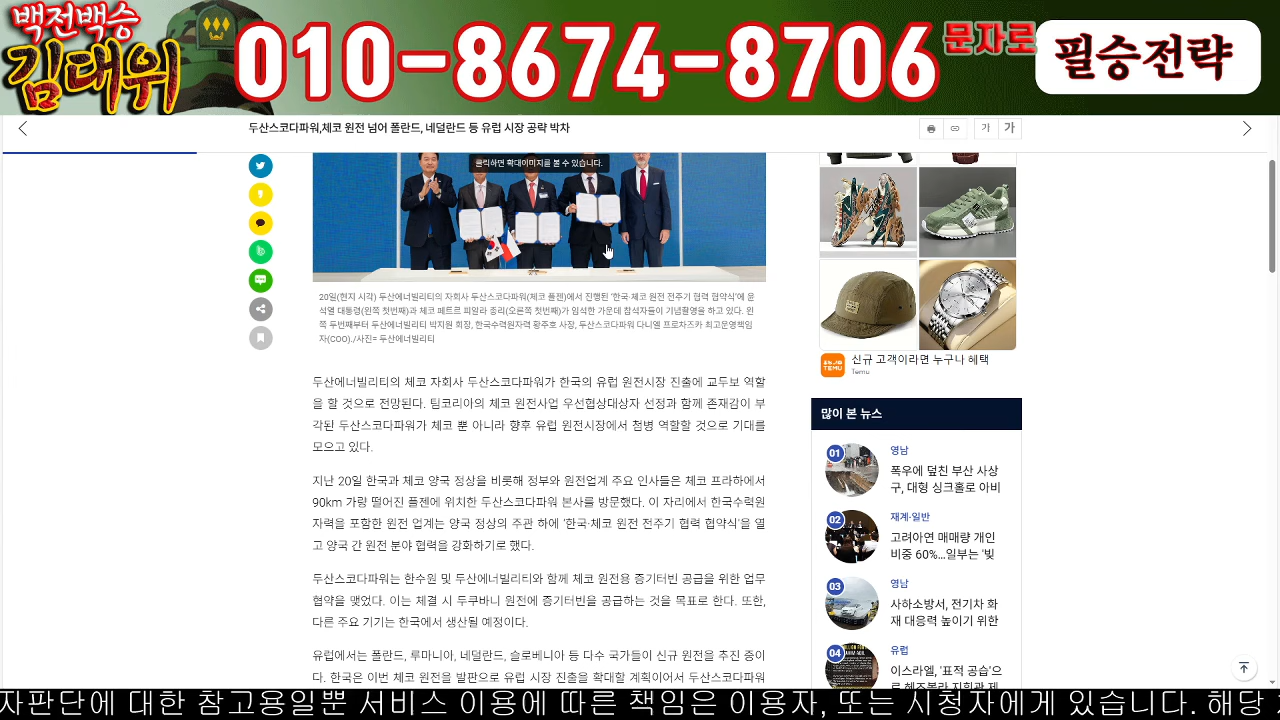 백전백승
김대위
010-8674-8706
문자로
필승전략
두산스코다파워,체코 원전 넘어 폴란드, 네덜란드 등 유럽 시장 공략 박차
가
가
클릭하면 확대이미지를 볼 수 있습니다.
20일(현지 시각) 두산에너빌리티의 자회사 두산스코다파워(체코 플젠)에서 진행된 '한국·체코 원전 전주기 협력 협약식'에 윤
석열 대통령(왼쪽 첫번째)과 체코 페트르 피알라 총리(오른쪽 첫번째)가 임석한 가운데 참석자들이 기념촬영을 하고 있다. 왼
쪽 두번째부터 두산에너빌리티 박지원 회장, 한국수력원자력 황주호 사장, 두산스코다파워 다니엘 프로차즈카 최고운영책임
자(COO)./사진= 두산에너빌리티
두산에너빌리티의 체코 자회사 두산스코다파워가 한국의 유럽 원전시장 진출에 교두보 역할
을 할 것으로 전망된다. 팀코리아의 체코 원전사업 우선협상대상자 선정과 함께 존재감이 부
각된 두산스코다파워가 체코 뿐 아니라 향후 유럽 원전시장에서 첨병 역할할 것으로 기대를
모으고 있다.
지난 20일 한국과 체코 양국 정상을 비롯해 정부와 원전업계 주요 인사들은 체코 프라하에서
90km 가량 떨어진 플젠에 위치한 두산스코다파워 본사를 방문했다. 이 자리에서 한국수력원
자력을 포함한 원전 업계는 양국 정상의 주관 하에 '한국·체코 원전 전주기 협력 협약식'을 열
고 양국 간 원전 분야 협력을 강화하기로 했다.
두산스코다파워는 한수원 및 두산에너빌리티와 함께 체코 원전용 증기터빈 공급을 위한 업무
협약을 맺었다. 이는 체결 시 두쿠바니 원전에 증기터빈을 공급하는 것을 목표로 한다. 또한,
다른 주요 기기는 한국에서 생산될 예정이다.
유럽에서는 폴란드, 루마니아, 네덜란드, 슬로베니아 등 다수 국가들이 신규 원전을 추진 중이
다. 한국은 이번 체코 원전을 발판으로 유럽 시장 진출을 확대할 계획이어서 두산스코다파워
신규 고객이라면 누구나 혜택
Temu
TEMU
많이 본 뉴스
01
영남
폭우에 덮친 부산 사상
구, 대형 싱크홀로 아비
02
재계·일반
고려아연 매매량 개인
비중 60%...일부는 '빚
03
영남
사하소방서, 전기차 화
재 대응력 높이기 위한
04
유럽
이스라엘, '표적 공습'으
로 헤즈볼라 지휘관 제
자판단에 대한 참고용일뿐 서비스 이용에 따른 책임은 이용자, 또는 시청자에게 있습니다. 해당